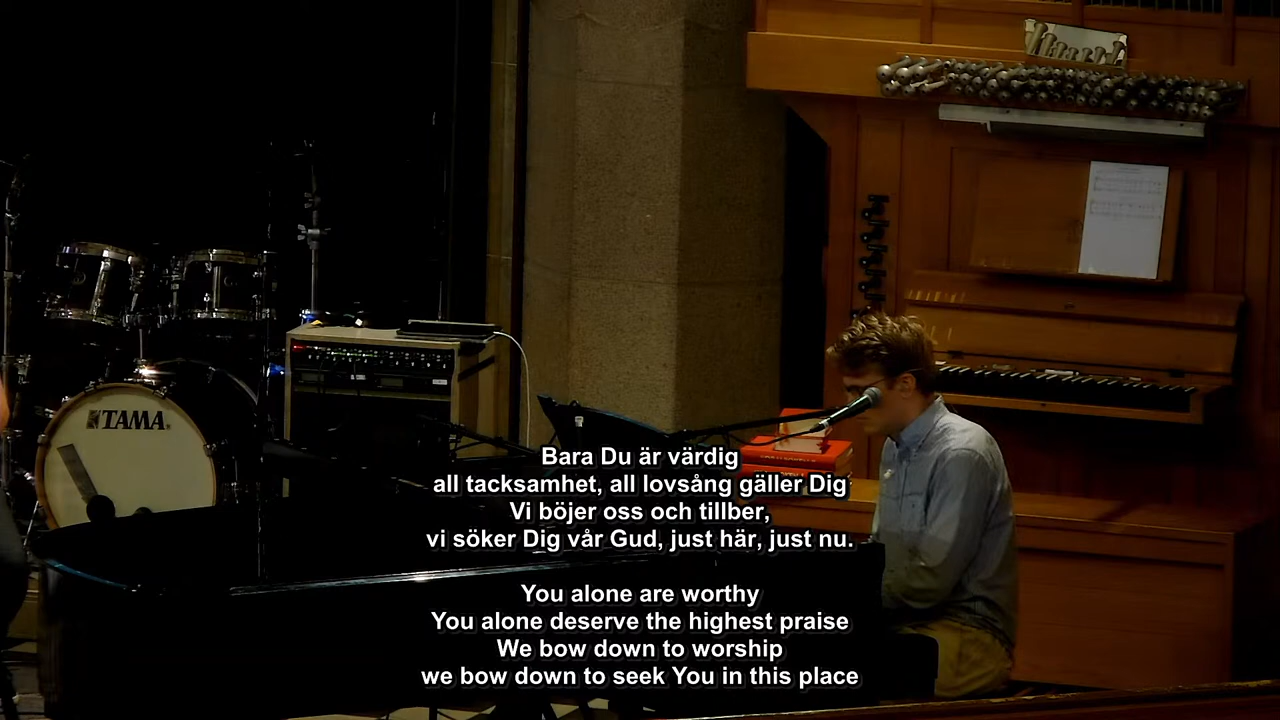 TAMA
Bara Du är värdig
all tacksamhet, all lovsång gäller Dig
Vi böjer oss och tillber,
vi söker Dig vår Gud, just här, just nu.
You alone are worthy
You alone deserve the highest praise
We bow down to worship
we bow down to seek You in this place